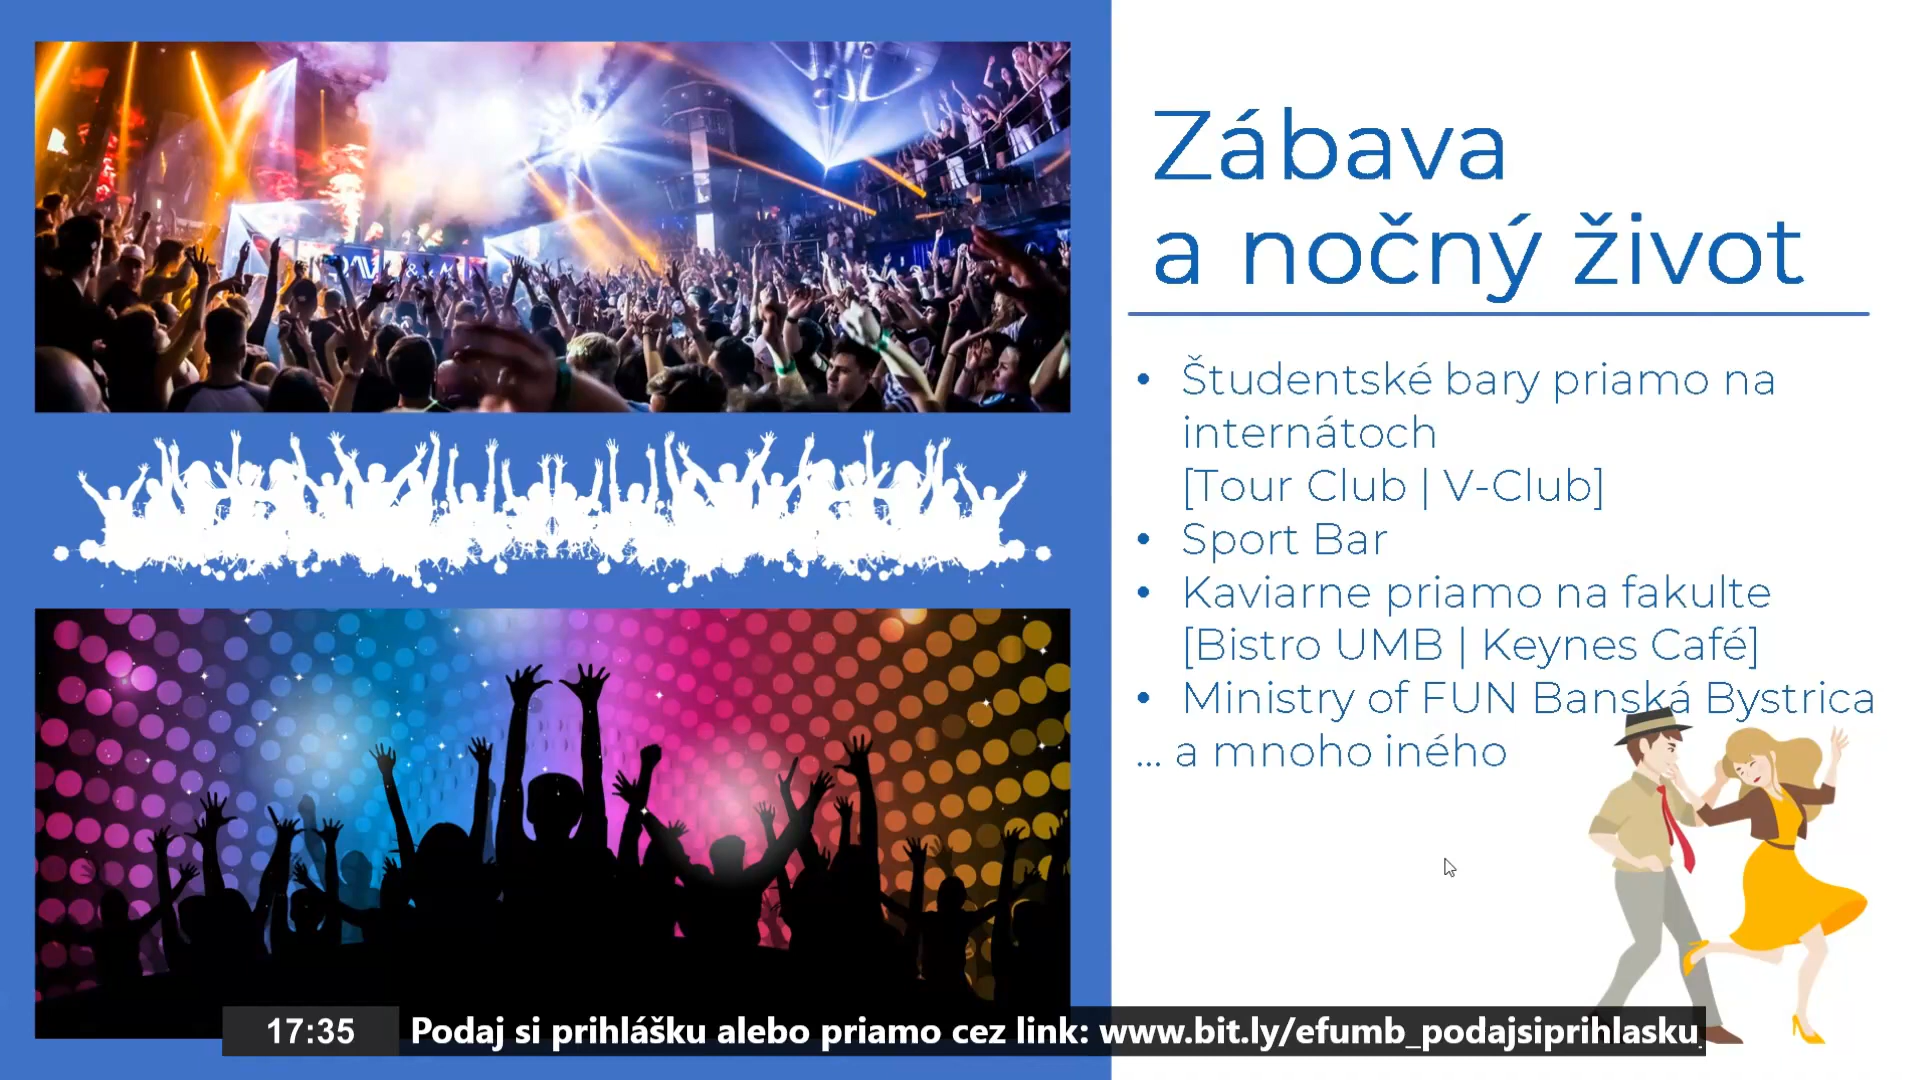 Zábava
a nočný život
• Študentské bary priamo na
internátoch
[Tour Club | V-Club]
• Sport Bar
• Kaviarne priamo na fakulte
[Bistro UMB | Keynes Café]
• Ministry of FUN Banská Bystrica
... a mnoho iného
17:35 Podaj si prihlášku alebo priamo cez link: www.bit.ly/efumb_podajsiprihlasku